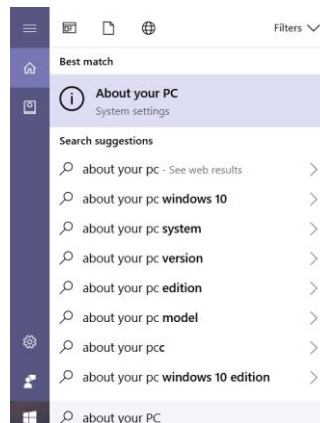 Filters
Best match
About your PC
System settings
Search suggestions
about your pc - See web results
about your pc windows 10
about your pc system
about your pc version
about your pc edition
about your pc model
about your pcc
about your pc windows 10 edition
about your PC